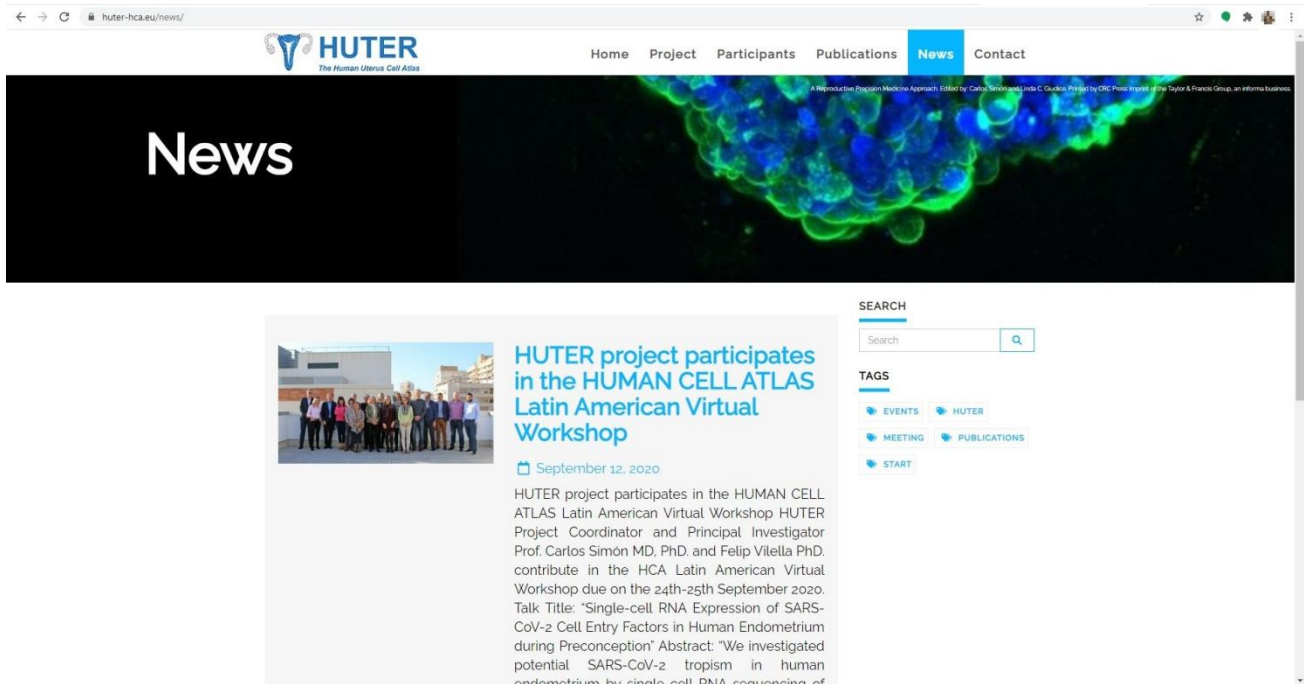 huter-hca.eu/news/
HUTER
The Human Uterus Cell Atlas
Home Project Participants Publications News Contact
A Reproductive Precision Medicine Approach. Edited by: Carlos Simón and Linda C. Giudice. Printed by CRC Press imprint of the Taylor & Francis Group, an informa business.
News
HUTER project participates
in the HUMAN CELL ATLAS
Latin American Virtual
Workshop
September 12, 2020
HUTER project participates in the HUMAN CELL
ATLAS Latin American Virtual Workshop HUTER
Project Coordinator and Principal Investigator
Prof. Carlos Simón MD, PhD. and Felip Vilella PhD.
contribute in the HCA Latin American Virtual
Workshop due on the 24th-25th September 2020.
Talk Title: “Single-cell RNA Expression of SARS-
CoV-2 Cell Entry Factors in Human Endometrium
during Preconception” Abstract: “We investigated
potential SARS-CoV-2 tropism in human
endometrium by single cell RNA sequencing of
SEARCH
Search
TAGS
EVENTS HUTER
MEETING PUBLICATIONS
START